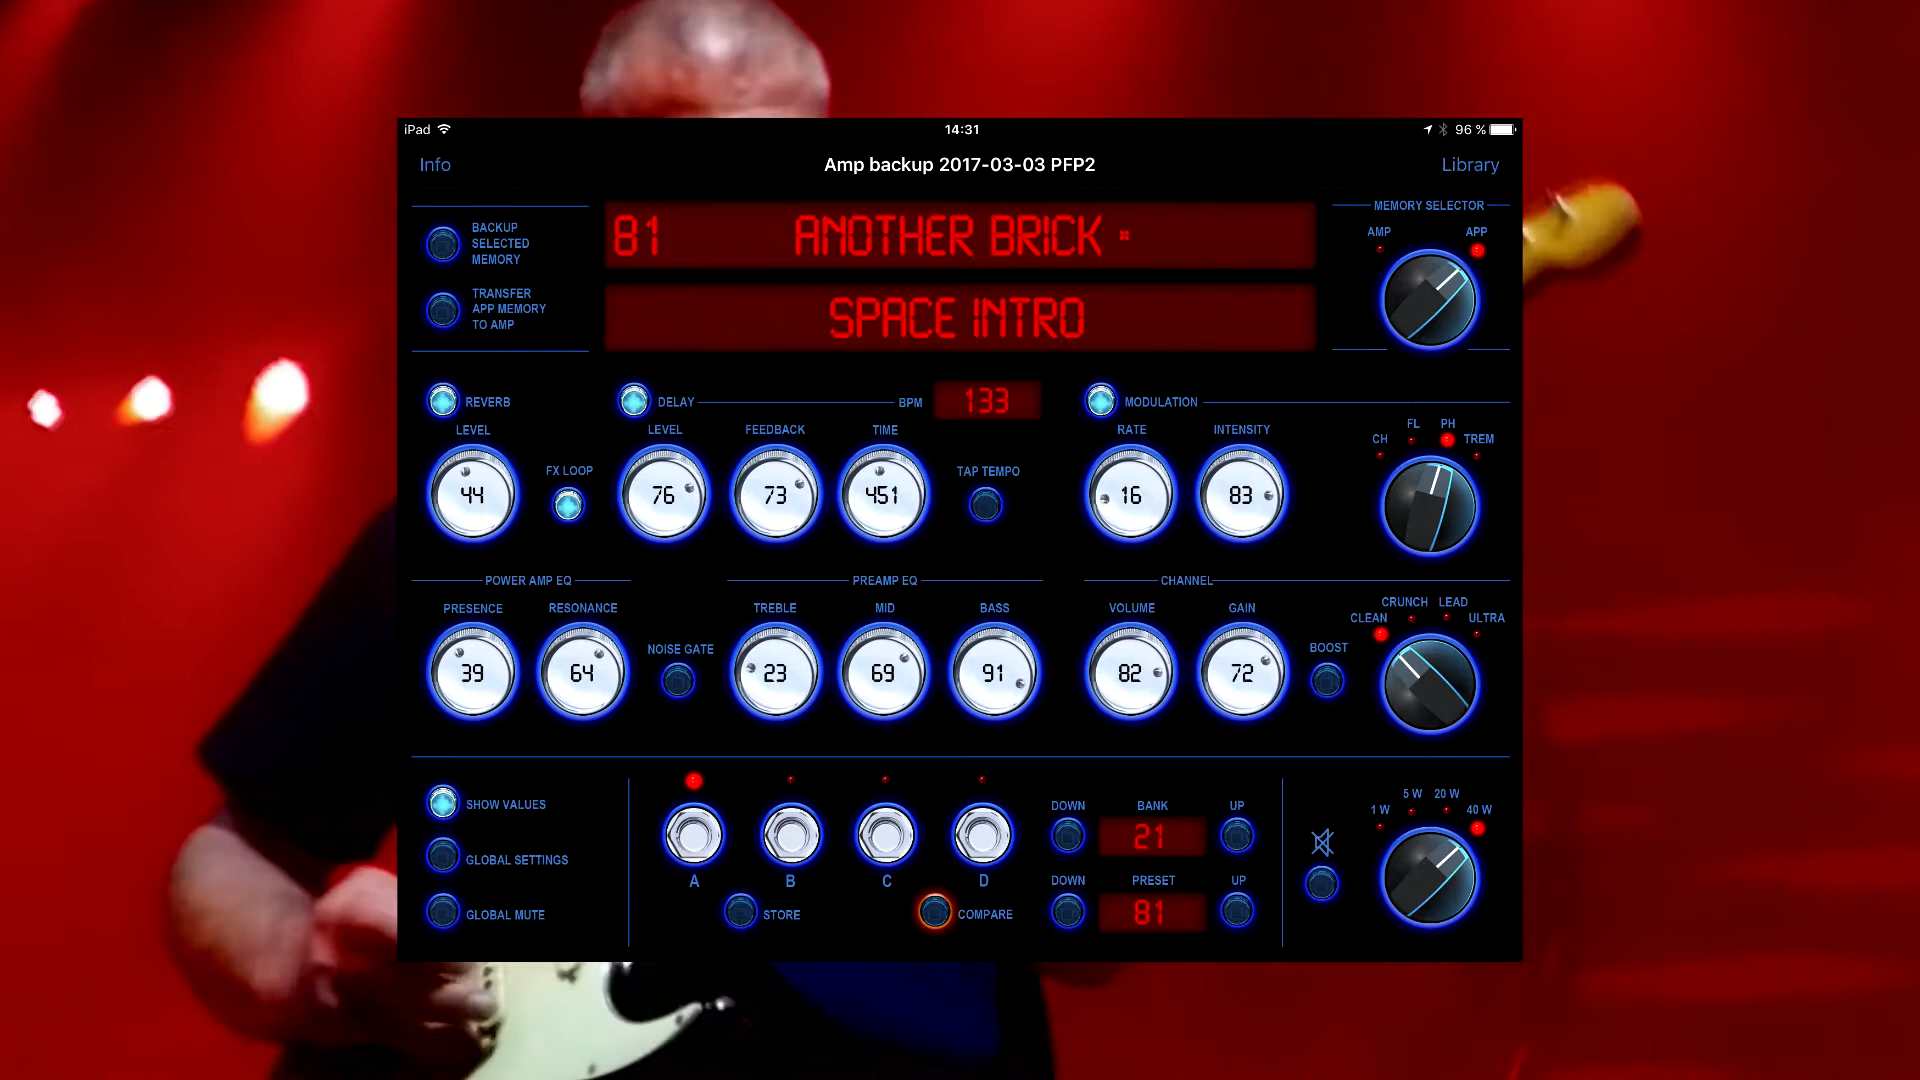 iPad 14:31 96 %
Info Amp backup 2017-03-03 PFP2 Library
BACKUP
SELECTED
MEMORY
TRANSFER
APP MEMORY
TO AMP
81 ANOTHER BRICK
SPACE INTRO
MEMORY SELECTOR
AMP APP
REVERB DELAY BPM 133 MODULATION
LEVEL LEVEL FEEDBACK TIME RATE INTENSITY
CH FL PH TREM
FX LOOP TAP TEMPO
44 76 73 451 16 83
POWER AMP EQ PREAMP EQ CHANNEL
PRESENCE RESONANCE TREBLE MID BASS VOLUME GAIN
CLEAN CRUNCH LEAD ULTRA
NOISE GATE BOOST
39 64 23 69 91 82 72
SHOW VALUES
GLOBAL SETTINGS
GLOBAL MUTE
A B C D
STORE COMPARE
DOWN BANK UP
21
DOWN PRESET UP
81
1 W 5 W 20 W 40 W